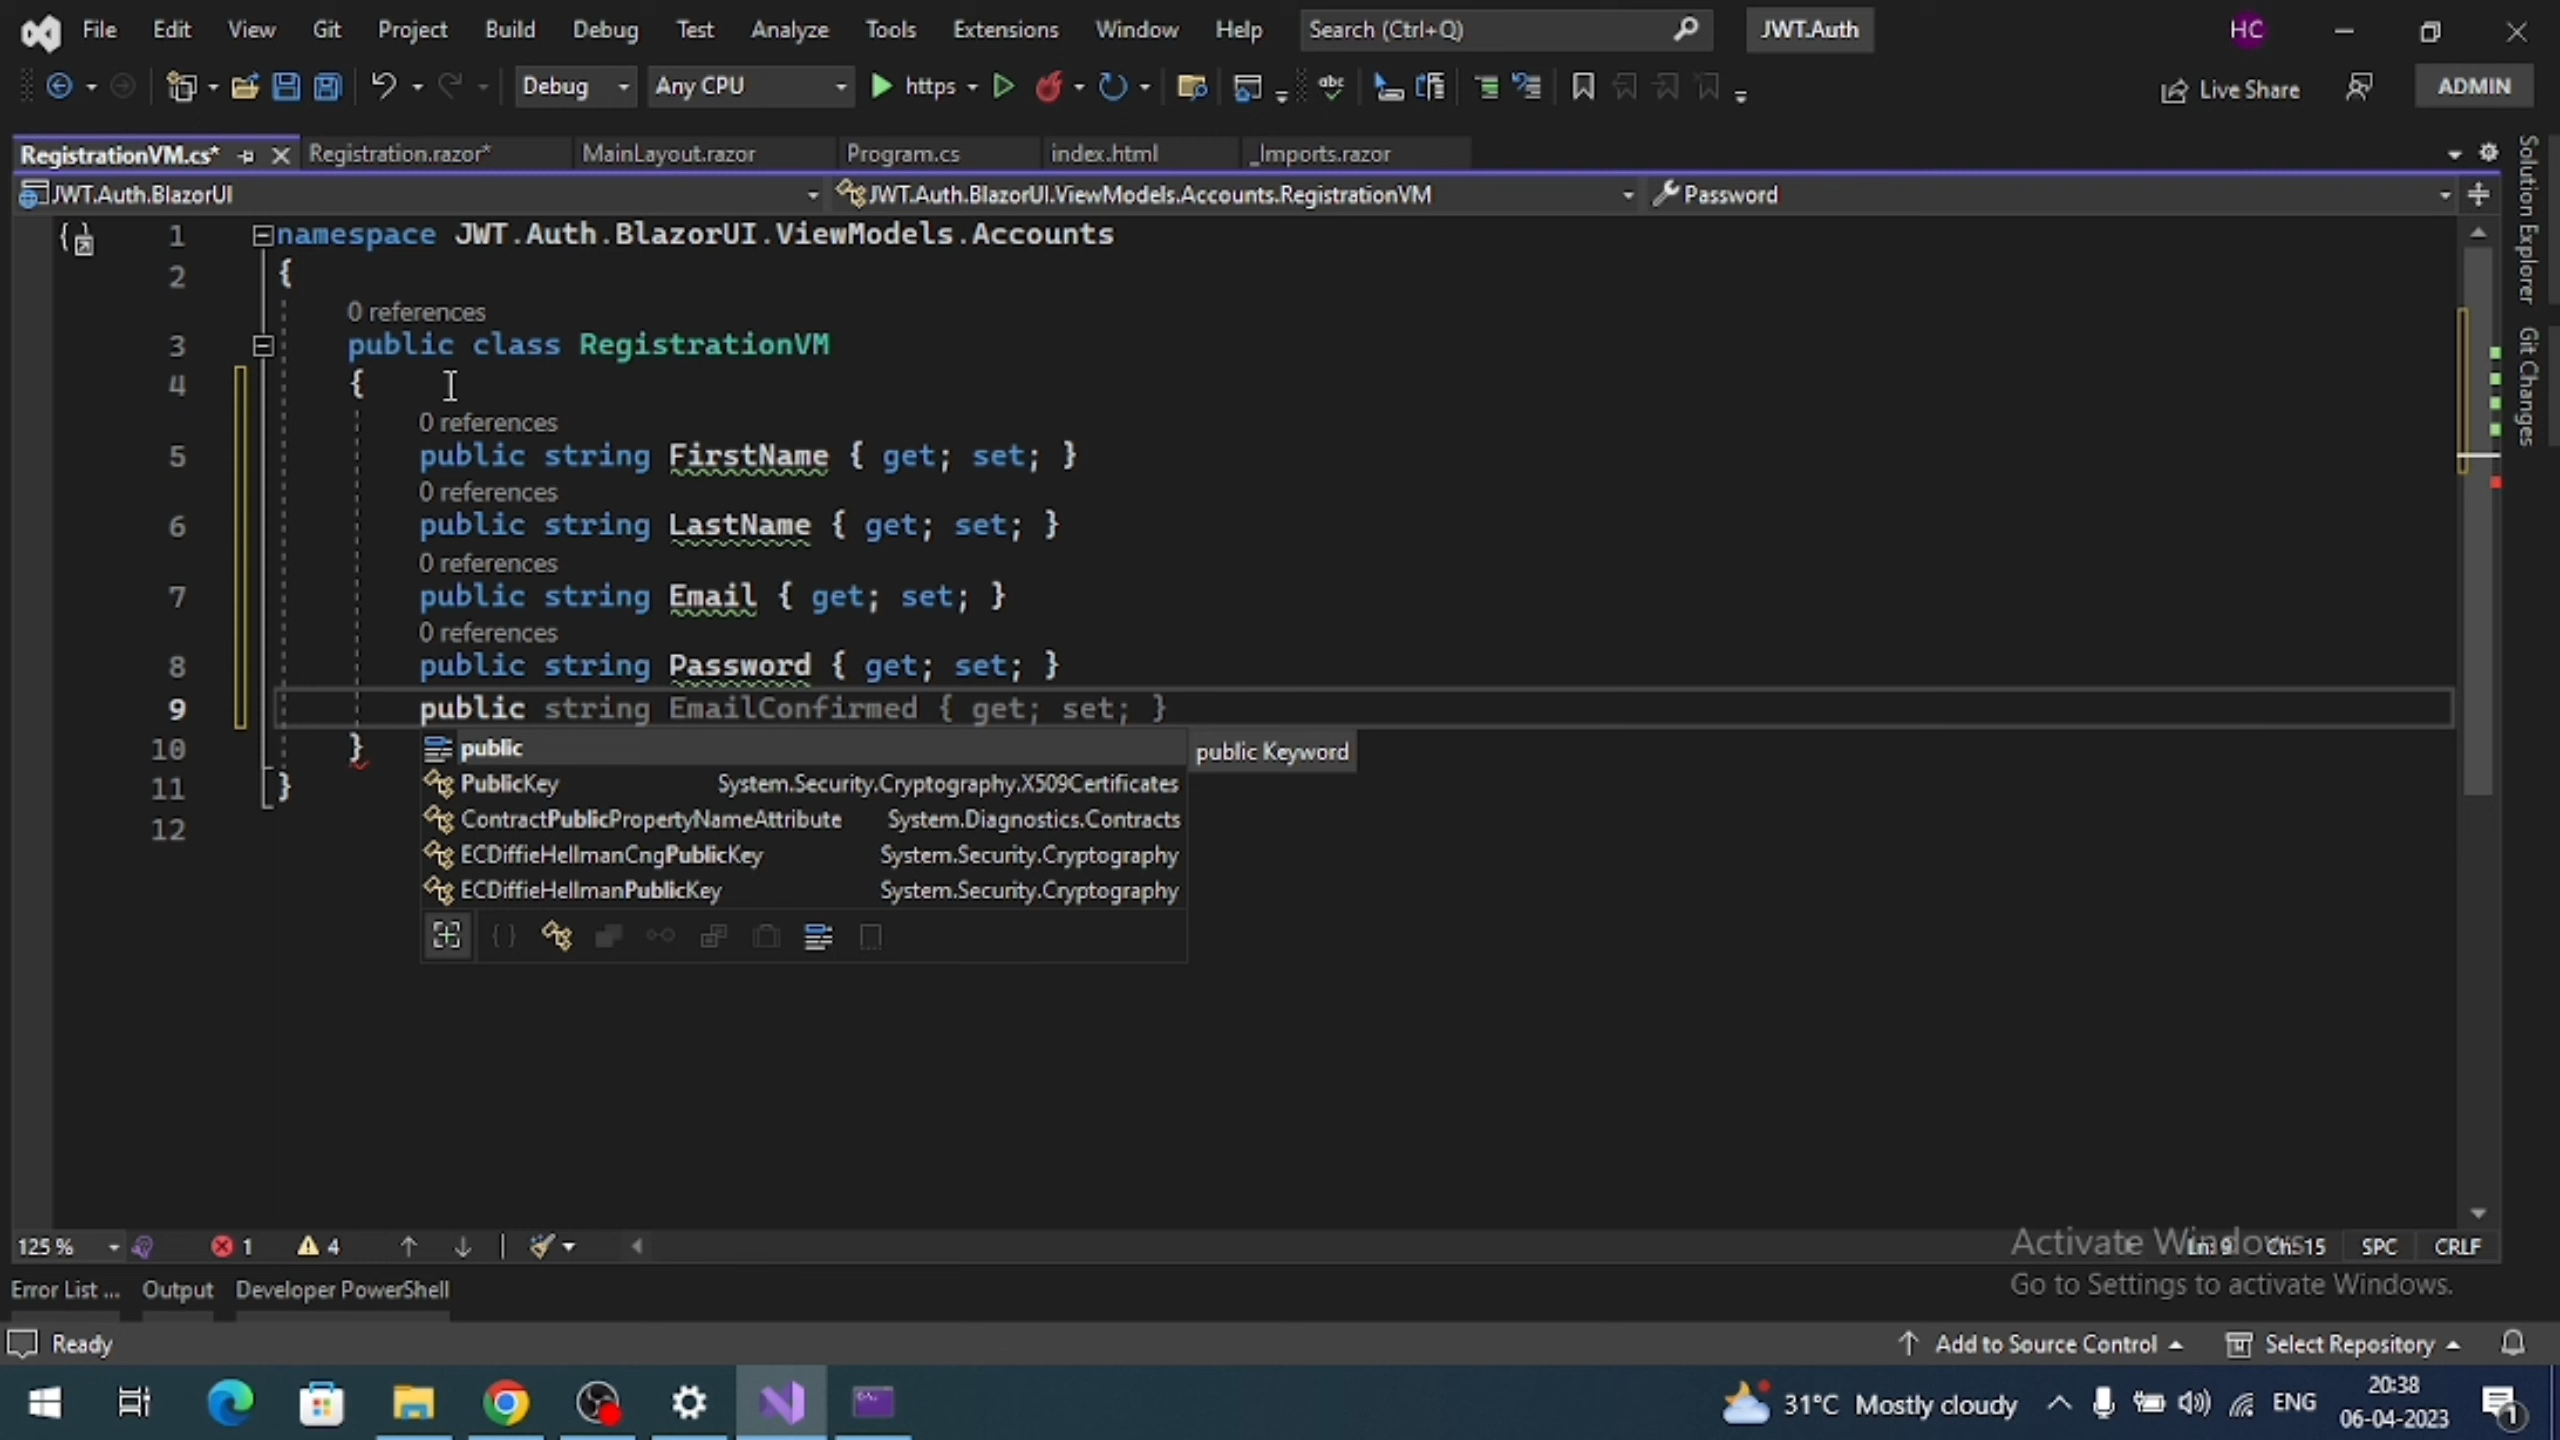 File Edit View Git Project Build Debug Test Analyze Tools Extensions Window Help Search (Ctrl+Q) JWT.Auth HC
Debug Any CPU https abc Live Share ADMIN
RegistrationVM.cs* Registration.razor* MainLayout.razor Program.cs index.html _Imports.razor
JWT.Auth.BlazorUI JWT.Auth.BlazorUI.ViewModels.Accounts.RegistrationVM Password
Solution Explorer
Git Changes
1 namespace JWT.Auth.BlazorUI.ViewModels.Accounts
2 {
0 references
3 public class RegistrationVM
4 {
0 references
5 public string FirstName { get; set; }
0 references
6 public string LastName { get; set; }
0 references
7 public string Email { get; set; }
0 references
8 public string Password { get; set; }
9 public string EmailConfirmed { get; set; }
10 }
11 }
12
public public Keyword
PublicKey System.Security.Cryptography.X509Certificates
ContractPublicPropertyNameAttribute System.Diagnostics.Contracts
ECDiffieHellmanCngPublicKey System.Security.Cryptography
ECDiffieHellmanPublicKey System.Security.Cryptography
125 % 1 4 Ln: 9 Ch: 15 SPC CRLF
Activate Windows
Go to Settings to activate Windows.
Error List ... Output Developer PowerShell
Ready Add to Source Control Select Repository
31°C Mostly cloudy ENG 20:38
06-04-2023 1